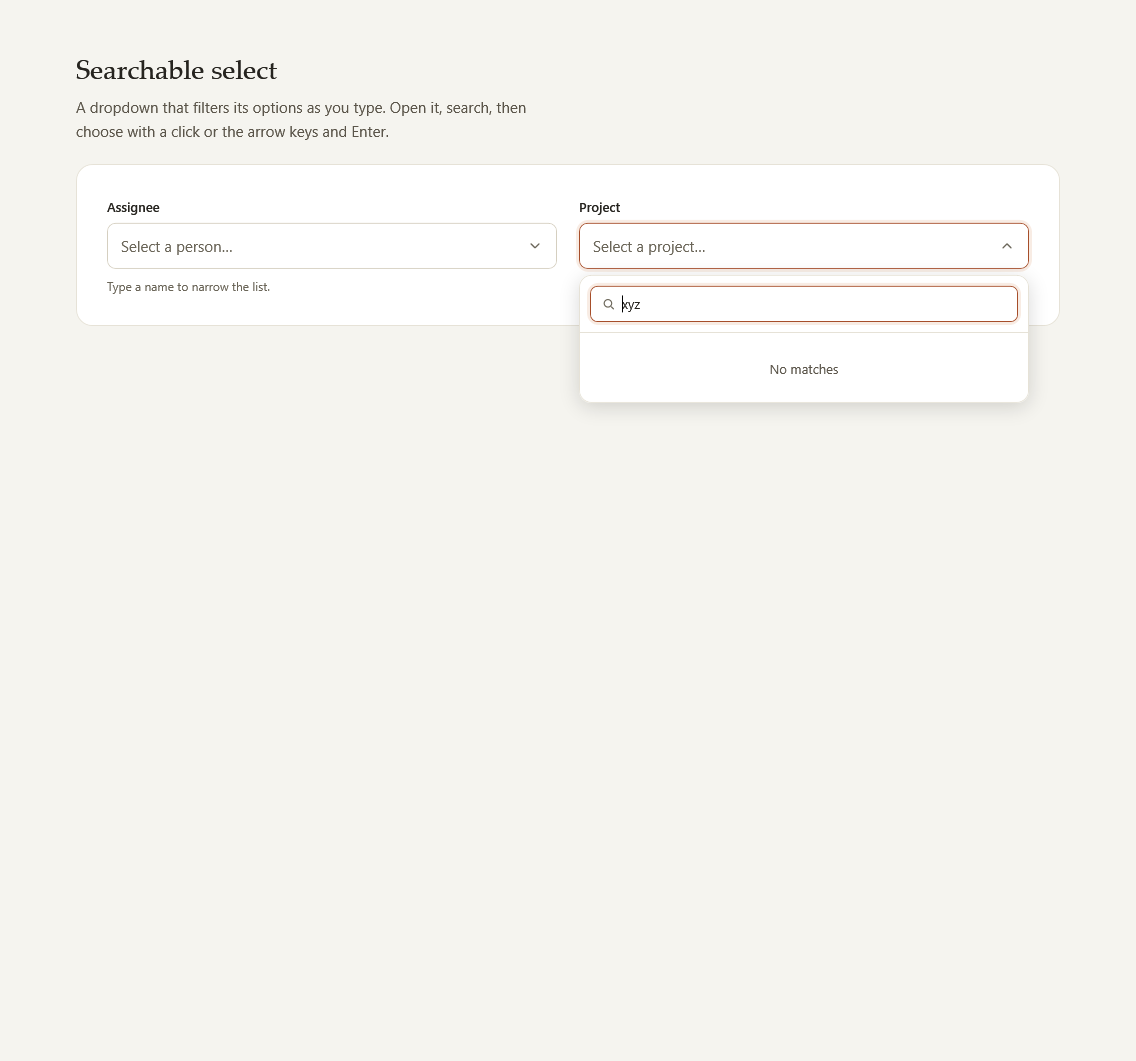 Searchable select
A dropdown that filters its options as you type. Open it, search, then
choose with a click or the arrow keys and Enter.
Assignee
Select a person...
Type a name to narrow the list.
Project
Select a project...
xyz
No matches